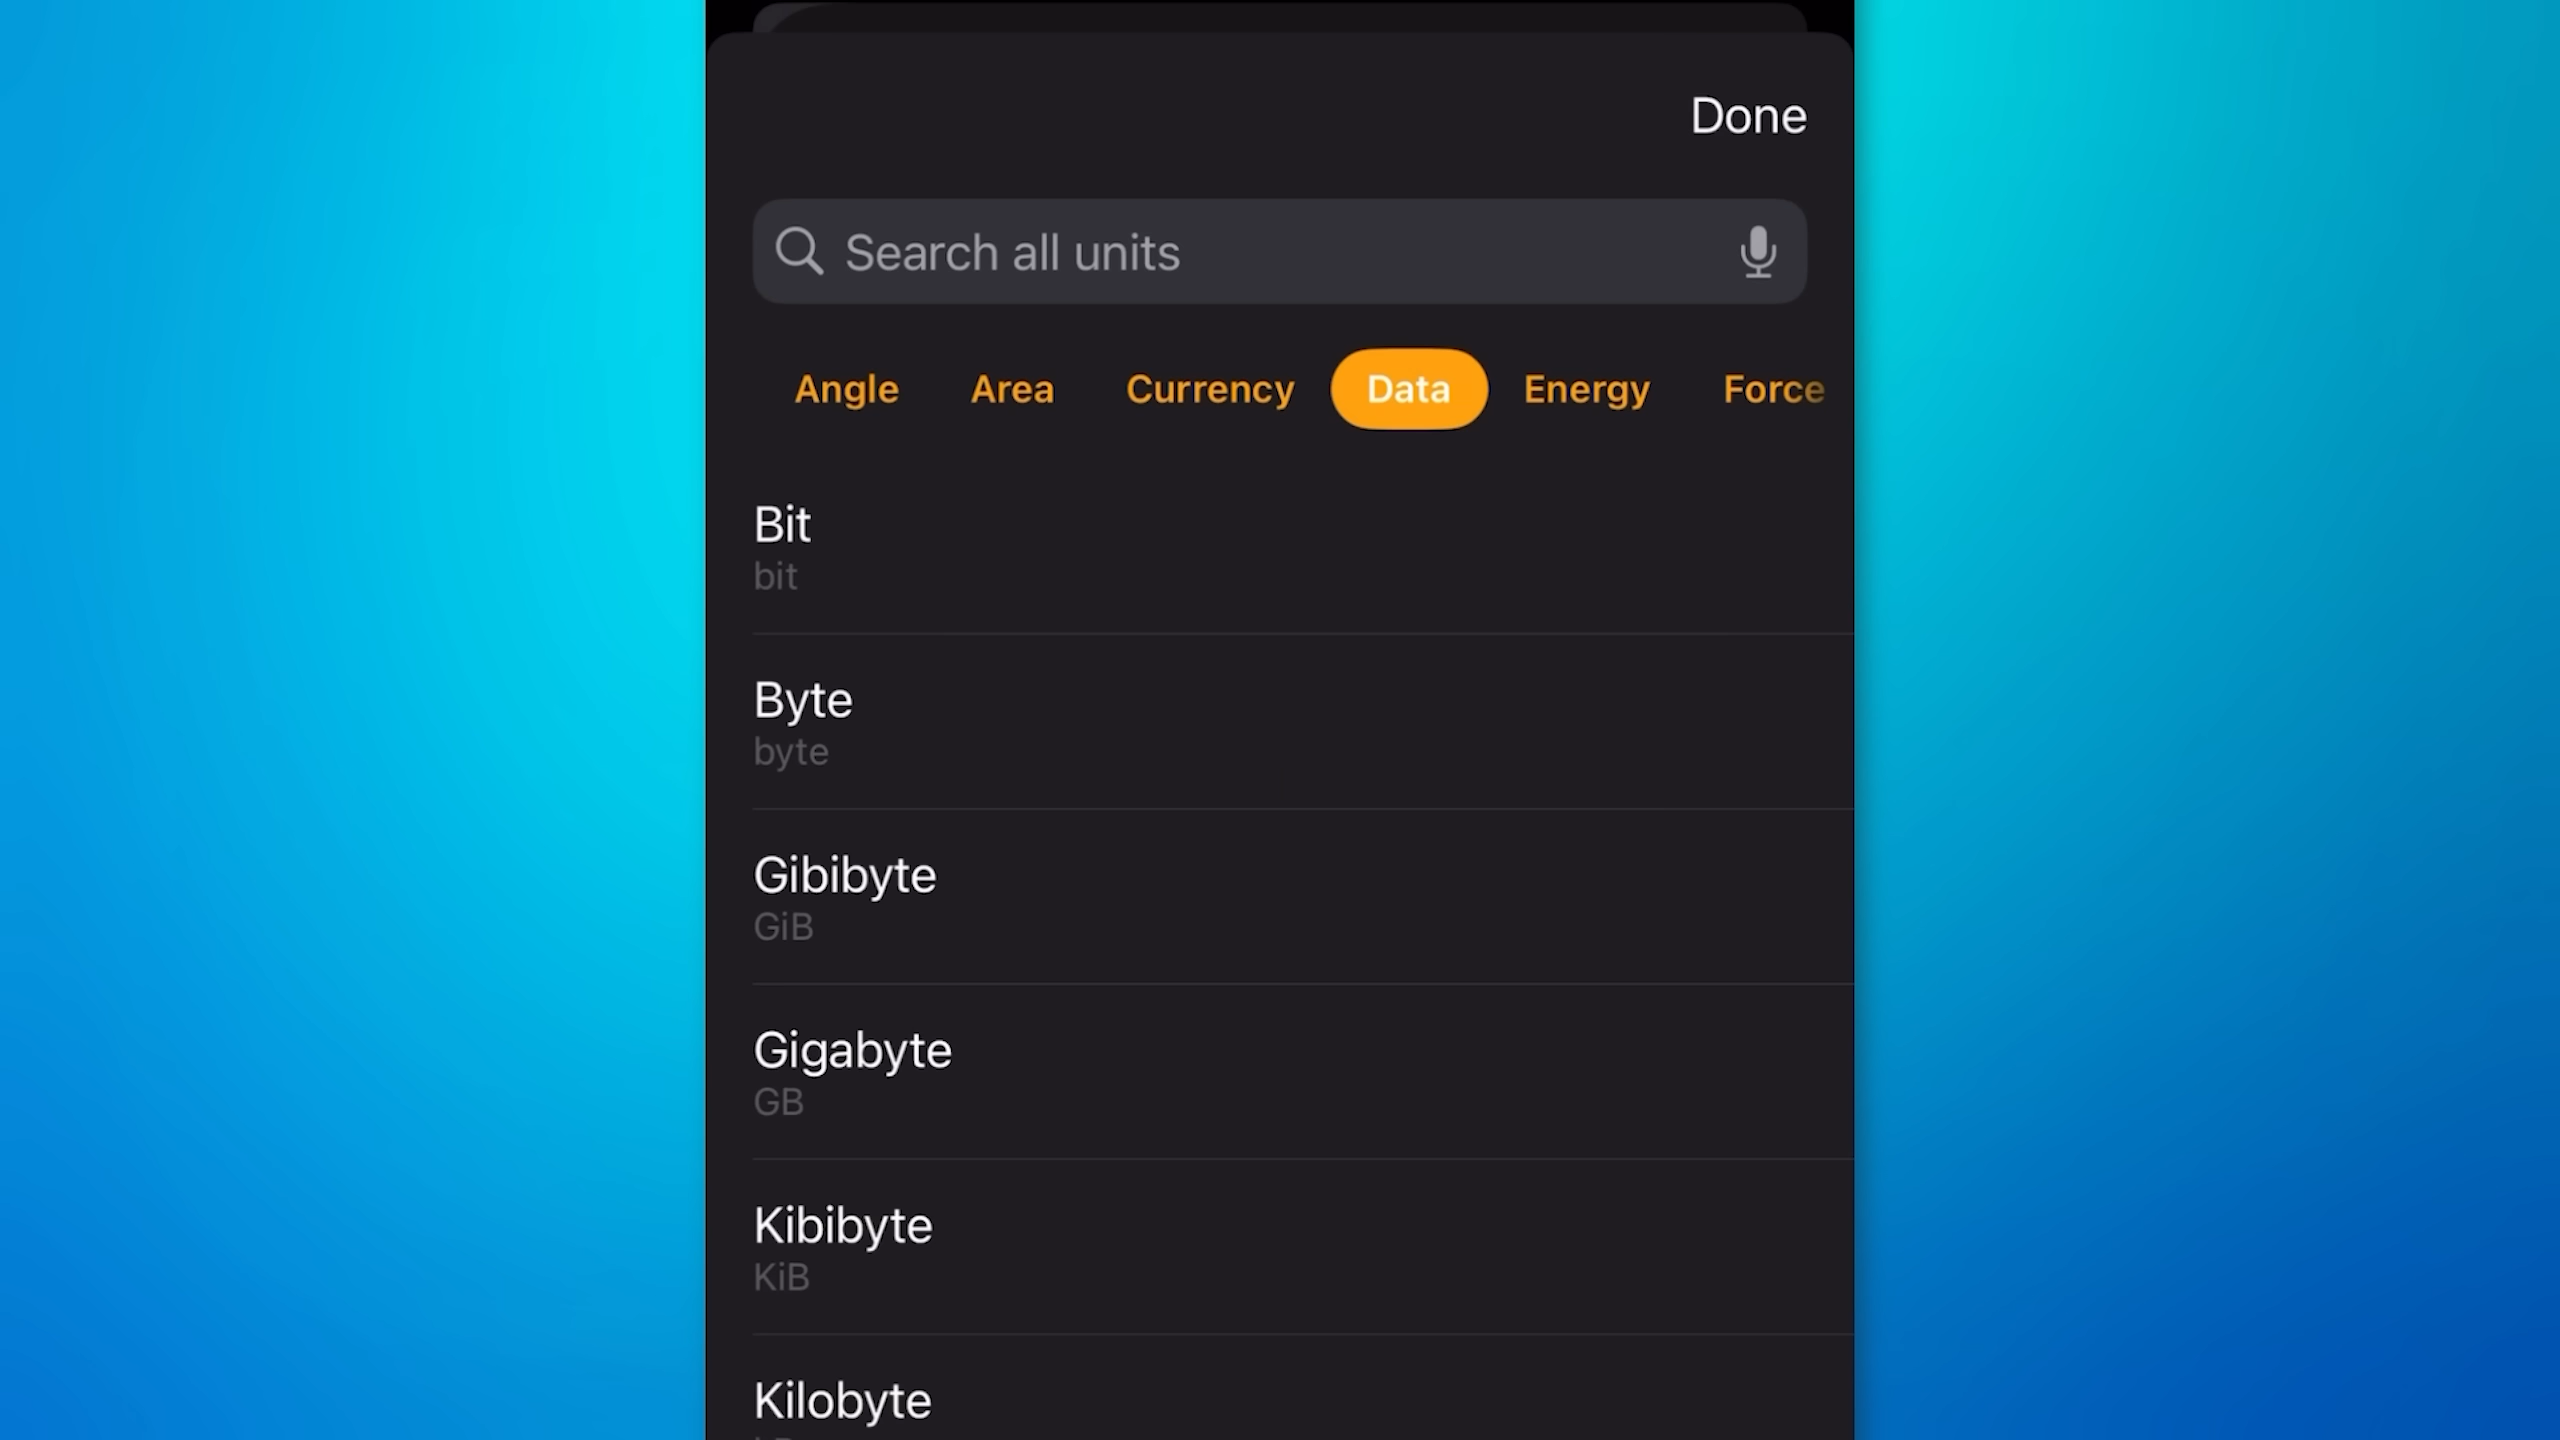 Done
Search all units
Angle Area Currency Data Energy Force
Bit
bit
Byte
byte
Gibibyte
GiB
Gigabyte
GB
Kibibyte
KiB
Kilobyte